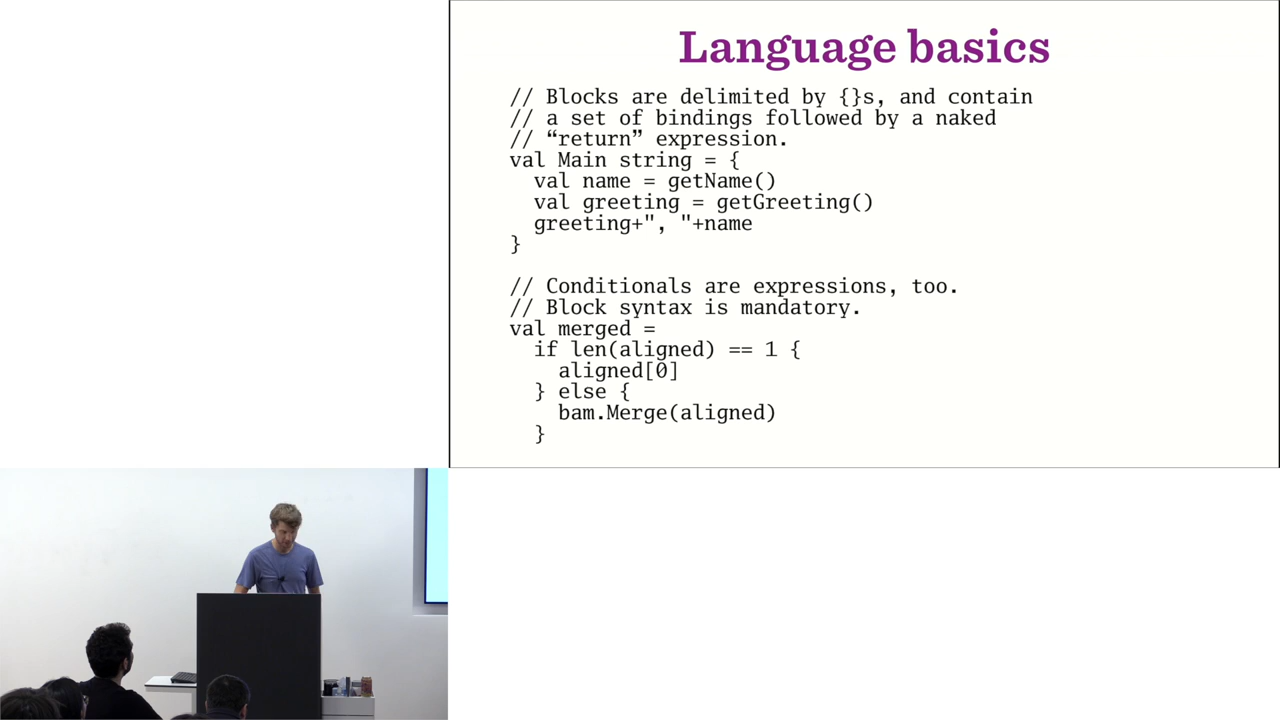 Language basics
// Blocks are delimited by {}s, and contain
// a set of bindings followed by a naked
// “return” expression.
val Main string = {
  val name = getName()
  val greeting = getGreeting()
  greeting+", "+name
}
// Conditionals are expressions, too.
// Block syntax is mandatory.
val merged =
  if len(aligned) == 1 {
    aligned[0]
  } else {
    bam.Merge(aligned)
  }